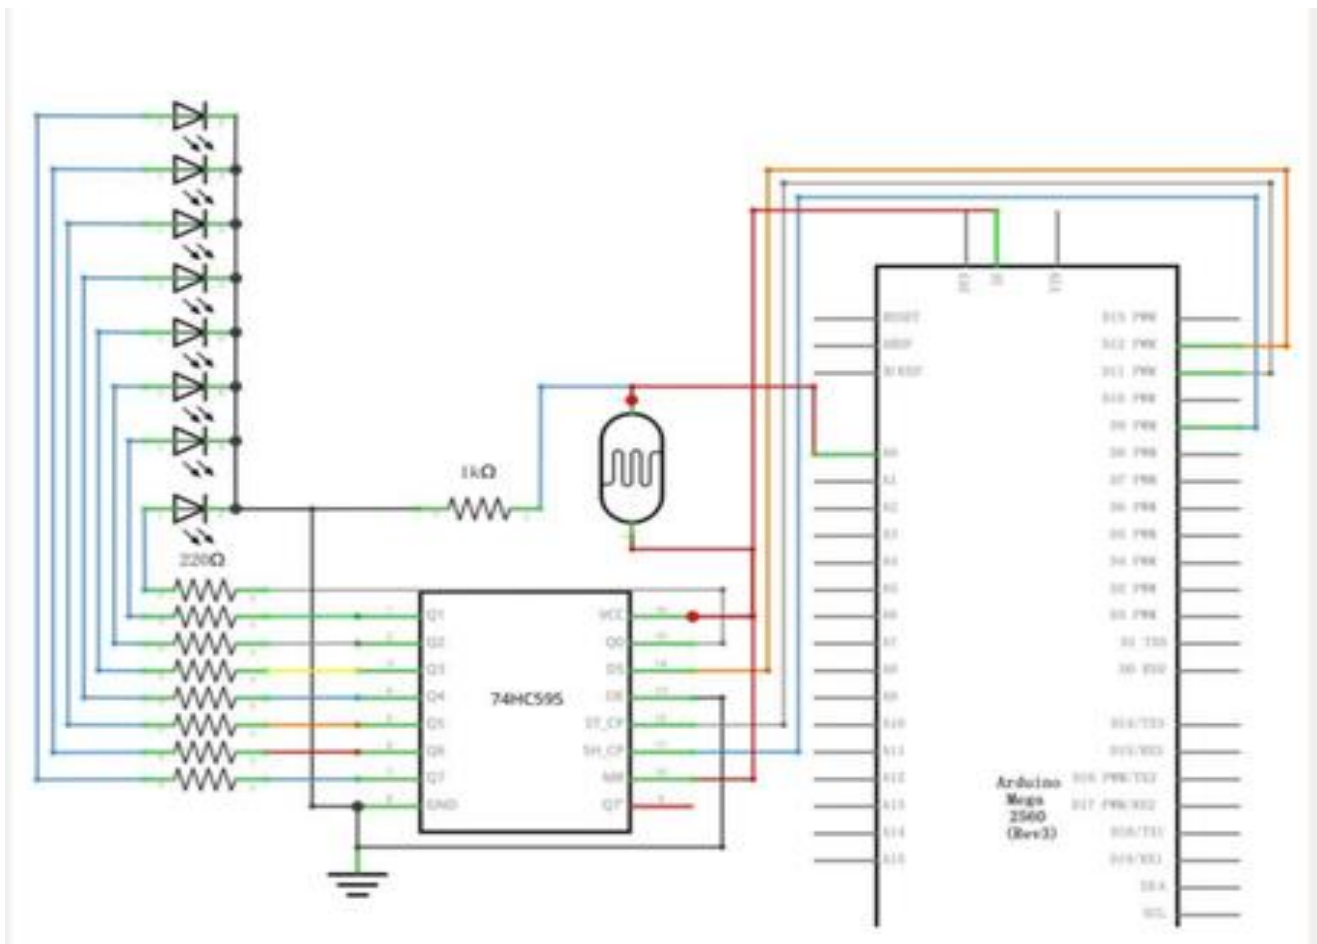 1kΩ
220Ω
Q1
Q2
Q3
Q4
Q5
Q6
Q7
GND
74HC595
VCC
Q0
DS
OE
ST_CP
SH_CP
MR
Q7'
RESET
AREF
A0
A1
A2
A3
A4
A5
A6
A7
A8
A9
A10
A11
A12
A13
A14
A15
3V3
5V
VIN
D13 PWM
D12 PWM
D11 PWM
D10 PWM
D9 PWM
D8 PWM
D7 PWM
D6 PWM
D5 PWM
D4 PWM
D3 PWM
D1 TX0
D0 RX0
D14/TX3
D15/RX3
D16 PWM/TX2
D17 PWM/RX2
D18/TX1
D19/RX1
SDA
SCL
Arduino
Mega
2560
(Rev3)